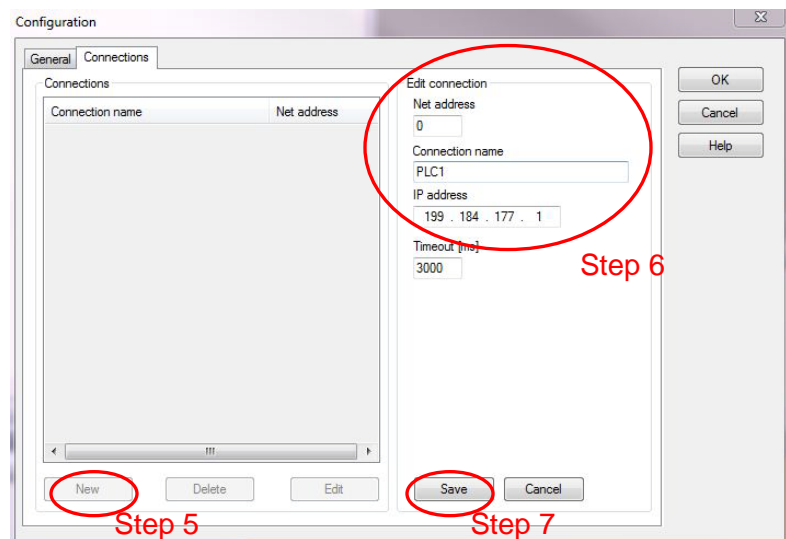 Configuration
General Connections
Connections
Connection name Net address
New Delete Edit
Step 5
Edit connection
Net address
0
Connection name
PLC1
IP address
199 . 184 . 177 . 1
Timeout [ms]
3000
Step 6
Save Cancel
Step 7
OK
Cancel
Help